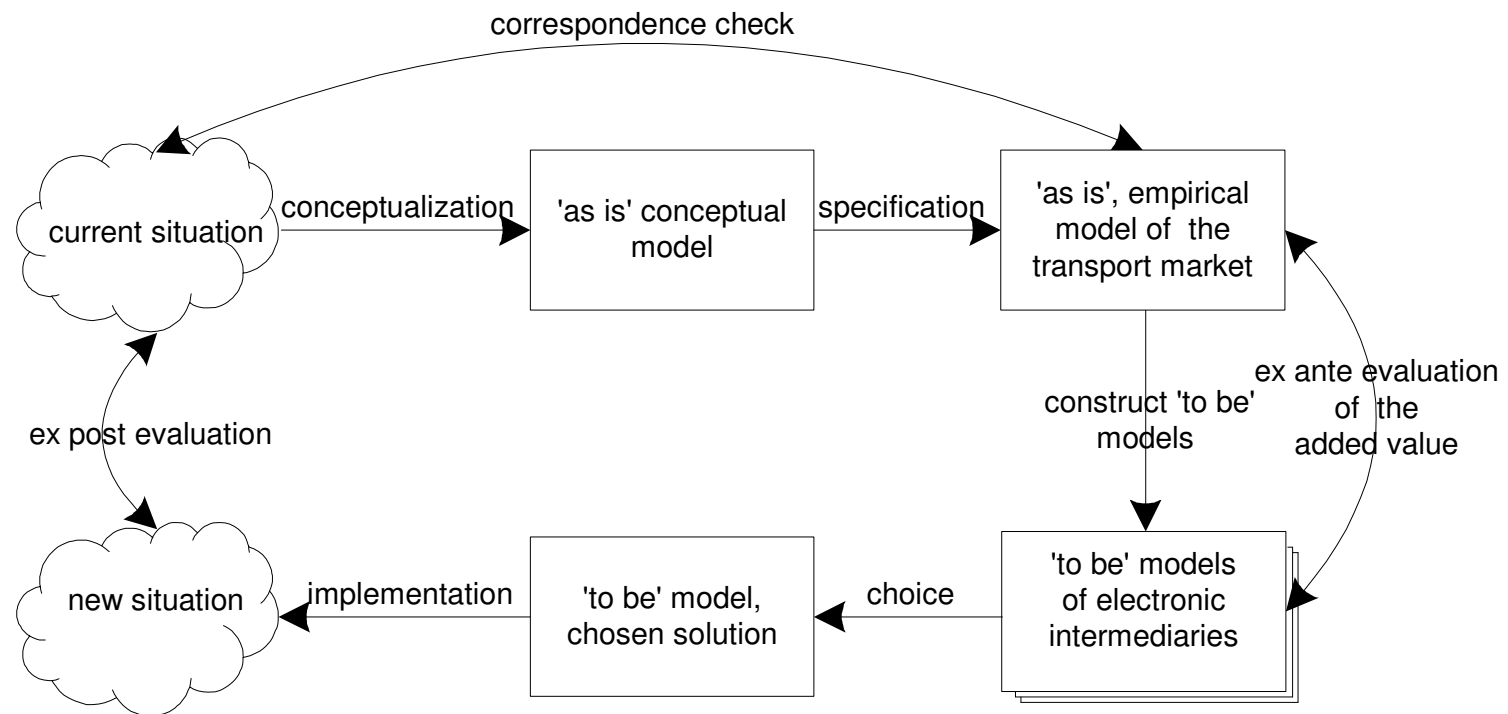 correspondence check
current situation
conceptualization
'as is' conceptual
model
specification
'as is', empirical
model of the
transport market
ex post evaluation
construct 'to be'
models
ex ante evaluation
of the
added value
new situation
implementation
'to be' model,
chosen solution
choice
'to be' models
of electronic
intermediaries